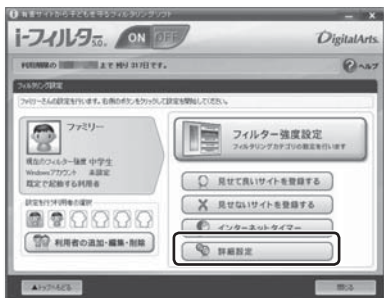 有害サイトから子どもを守るフィルタリングソフト
i-フィルター5.0
ON OFF
DigitalArts.
利用期限の
まで 残り 317日です。
ヘルプ
フィルタリング設定
ファミリーさんの設定を行います。右側のボタンをクリックして設定を開始してください。
ファミリー
現在のフィルター強度 中学生
Windowsアカウント 未設定
既定で起動する利用者
設定を行う利用者の選択
利用者の追加・編集・削除
フィルター強度設定
フィルタリングカテゴリの設定を行います
見せて良いサイトを登録する
見せないサイトを登録する
インターネットタイマー
詳細設定
▲トップへもどる
閉じる